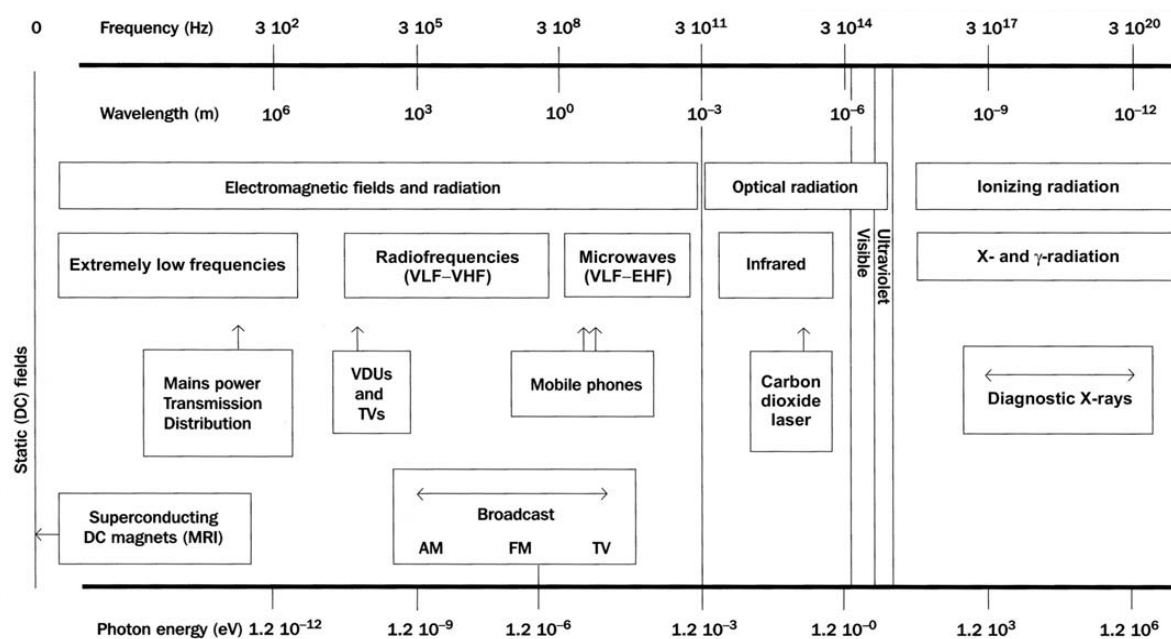 0 Frequency (Hz) 3 10² 3 10⁵ 3 10⁸ 3 10¹¹ 3 10¹⁴ 3 10¹⁷ 3 10²⁰
Wavelength (m) 10⁶ 10³ 10⁰ 10⁻³ 10⁻⁶ 10⁻⁹ 10⁻¹²
Electromagnetic fields and radiation
Optical radiation
Ionizing radiation
Extremely low frequencies
Radiofrequencies
(VLF–VHF)
Microwaves
(VLF–EHF)
Infrared
Visible
Ultraviolet
X- and γ-radiation
Static (DC) fields
Mains power
Transmission
Distribution
VDUs
and
TVs
Mobile phones
Carbon
dioxide
laser
Diagnostic X-rays
Superconducting
DC magnets (MRI)
Broadcast
AM FM TV
Photon energy (eV) 1.2 10⁻¹² 1.2 10⁻⁹ 1.2 10⁻⁶ 1.2 10⁻³ 1.2 10⁻⁰ 1.2 10³ 1.2 10⁶